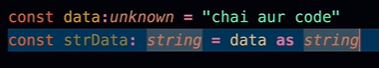 const data:unknown = "chai aur code"
const strData: string = data as string